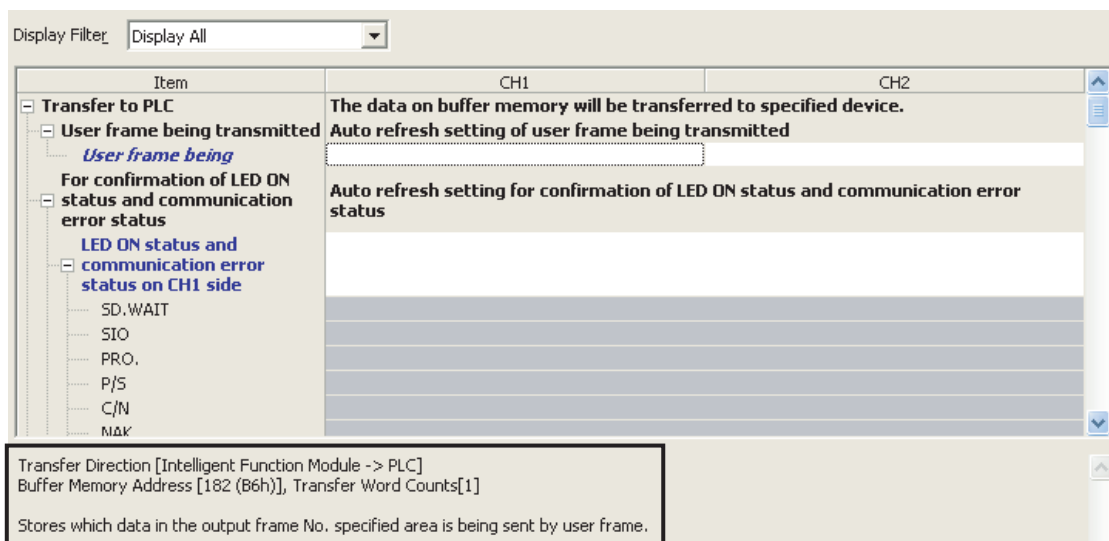 Display Filter Display All
Item CH1 CH2
Transfer to PLC The data on buffer memory will be transferred to specified device.
User frame being transmitted Auto refresh setting of user frame being transmitted
User frame being
For confirmation of LED ON
status and communication
error status
Auto refresh setting for confirmation of LED ON status and communication error
status
LED ON status and
communication error
status on CH1 side
SD.WAIT
SIO
PRO.
P/S
C/N
NAK
Transfer Direction [Intelligent Function Module -> PLC]
Buffer Memory Address [182 (B6h)], Transfer Word Counts[1]
Stores which data in the output frame No. specified area is being sent by user frame.